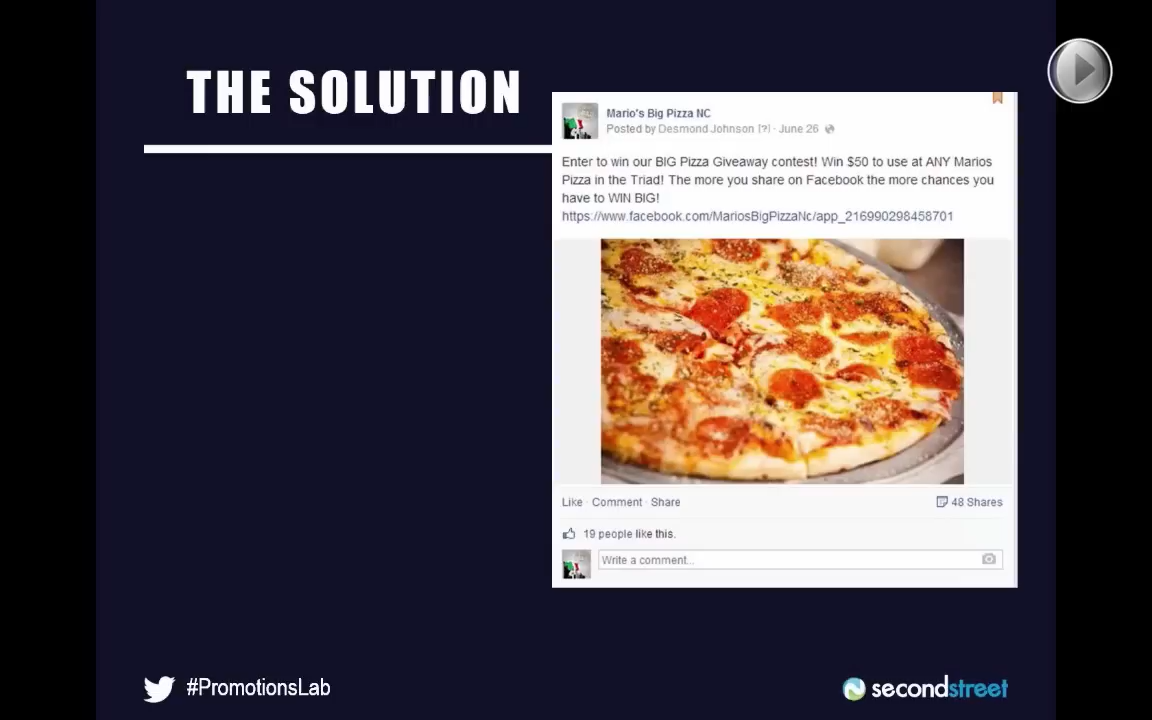 THE SOLUTION
Mario's Big Pizza NC
Posted by Desmond Johnson [?] · June 26
Enter to win our BIG Pizza Giveaway contest! Win $50 to use at ANY Marios
Pizza in the Triad! The more you share on Facebook the more chances you
have to WIN BIG!
https://www.facebook.com/MariosBigPizzaNc/app_216990298458701
Like · Comment · Share
48 Shares
19 people like this.
Write a comment...
#PromotionsLab
secondstreet